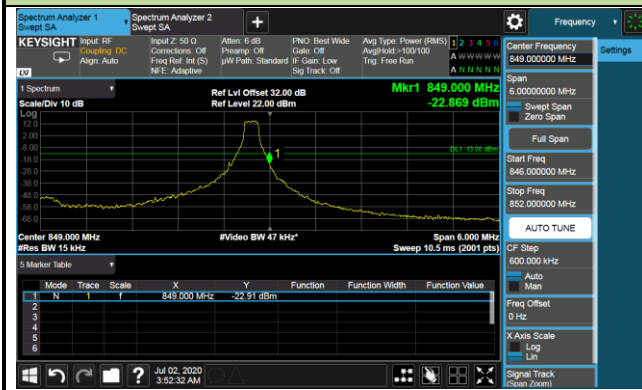 Spectrum Analyzer 1
Swept SA
Spectrum Analyzer 2
Swept SA
+
Frequency
KEYSIGHT
Input: RF
Coupling: DC
Align: Auto
Input Z: 50 Ω
Corrections: Off
Freq Ref: Int (S)
NFE: Adaptive
Atten: 6 dB
Preamp: Off
µW Path: Standard
PNO: Best Wide
Gate: Off
IF Gain: Low
Sig Track: Off
Avg Type: Power (RMS)
Avg|Hold:>100/100
Trig: Free Run
1 2 3 4 5 6
A W W W W W
A N N N N N
LXI
1 Spectrum
Scale/Div 10 dB
Ref Lvl Offset 32.00 dB
Ref Level 22.00 dBm
Mkr1 849.000 MHz
-22.869 dBm
Log
12.0
2.00
-8.00
-18.0
-28.0
-38.0
-48.0
-58.0
-68.0
1
DL1 -13.00 dBm
Center 849.000 MHz
#Res BW 15 kHz
#Video BW 47 kHz*
Span 6.000 MHz
Sweep 10.5 ms (2001 pts)
5 Marker Table
Mode Trace Scale X Y Function Function Width Function Value
1 N 1 f 849.000 MHz -22.91 dBm
2
3
4
5
6
Center Frequency
849.000000 MHz
Settings
Span
6.00000000 MHz
Swept Span
Zero Span
Full Span
Start Freq
846.000000 MHz
Stop Freq
852.000000 MHz
AUTO TUNE
CF Step
600.000 kHz
Auto
Man
Freq Offset
0 Hz
X Axis Scale
Log
Lin
Signal Track
(Span Zoom)
?
Jul 02, 2020
3:52:32 AM